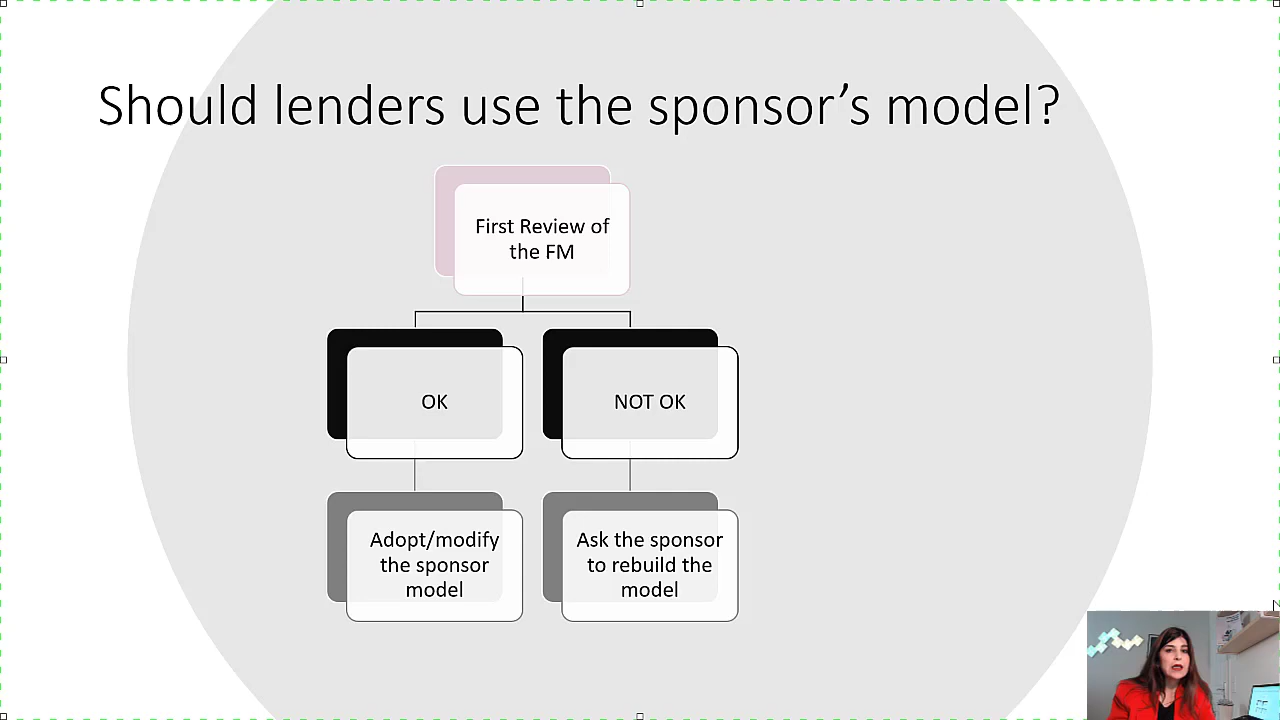 Should lenders use the sponsor’s model?
First Review of
the FM
OK
NOT OK
Adopt/modify
the sponsor
model
Ask the sponsor
to rebuild the
model